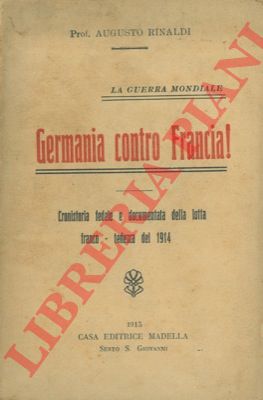 Prof. AUGUSTO RINALDI
LA GUERRA MONDIALE
Germania contro Francia!
Cronistoria fedele e documentata della lotta
franco - tedesca del 1914
1915
CASA EDITRICE MADELLA
SESTO S. GIOVANNI
LIBRERIA PIANI